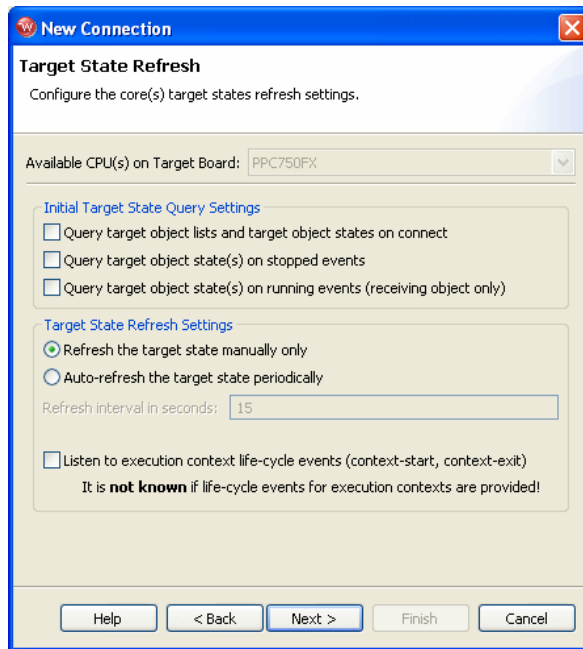 New Connection
Target State Refresh
Configure the core(s) target states refresh settings.
Available CPU(s) on Target Board: PPC750FX
Initial Target State Query Settings
Query target object lists and target object states on connect
Query target object state(s) on stopped events
Query target object state(s) on running events (receiving object only)
Target State Refresh Settings
Refresh the target state manually only
Auto-refresh the target state periodically
Refresh interval in seconds: 15
Listen to execution context life-cycle events (context-start, context-exit)
It is not known if life-cycle events for execution contexts are provided!
Help < Back Next > Finish Cancel